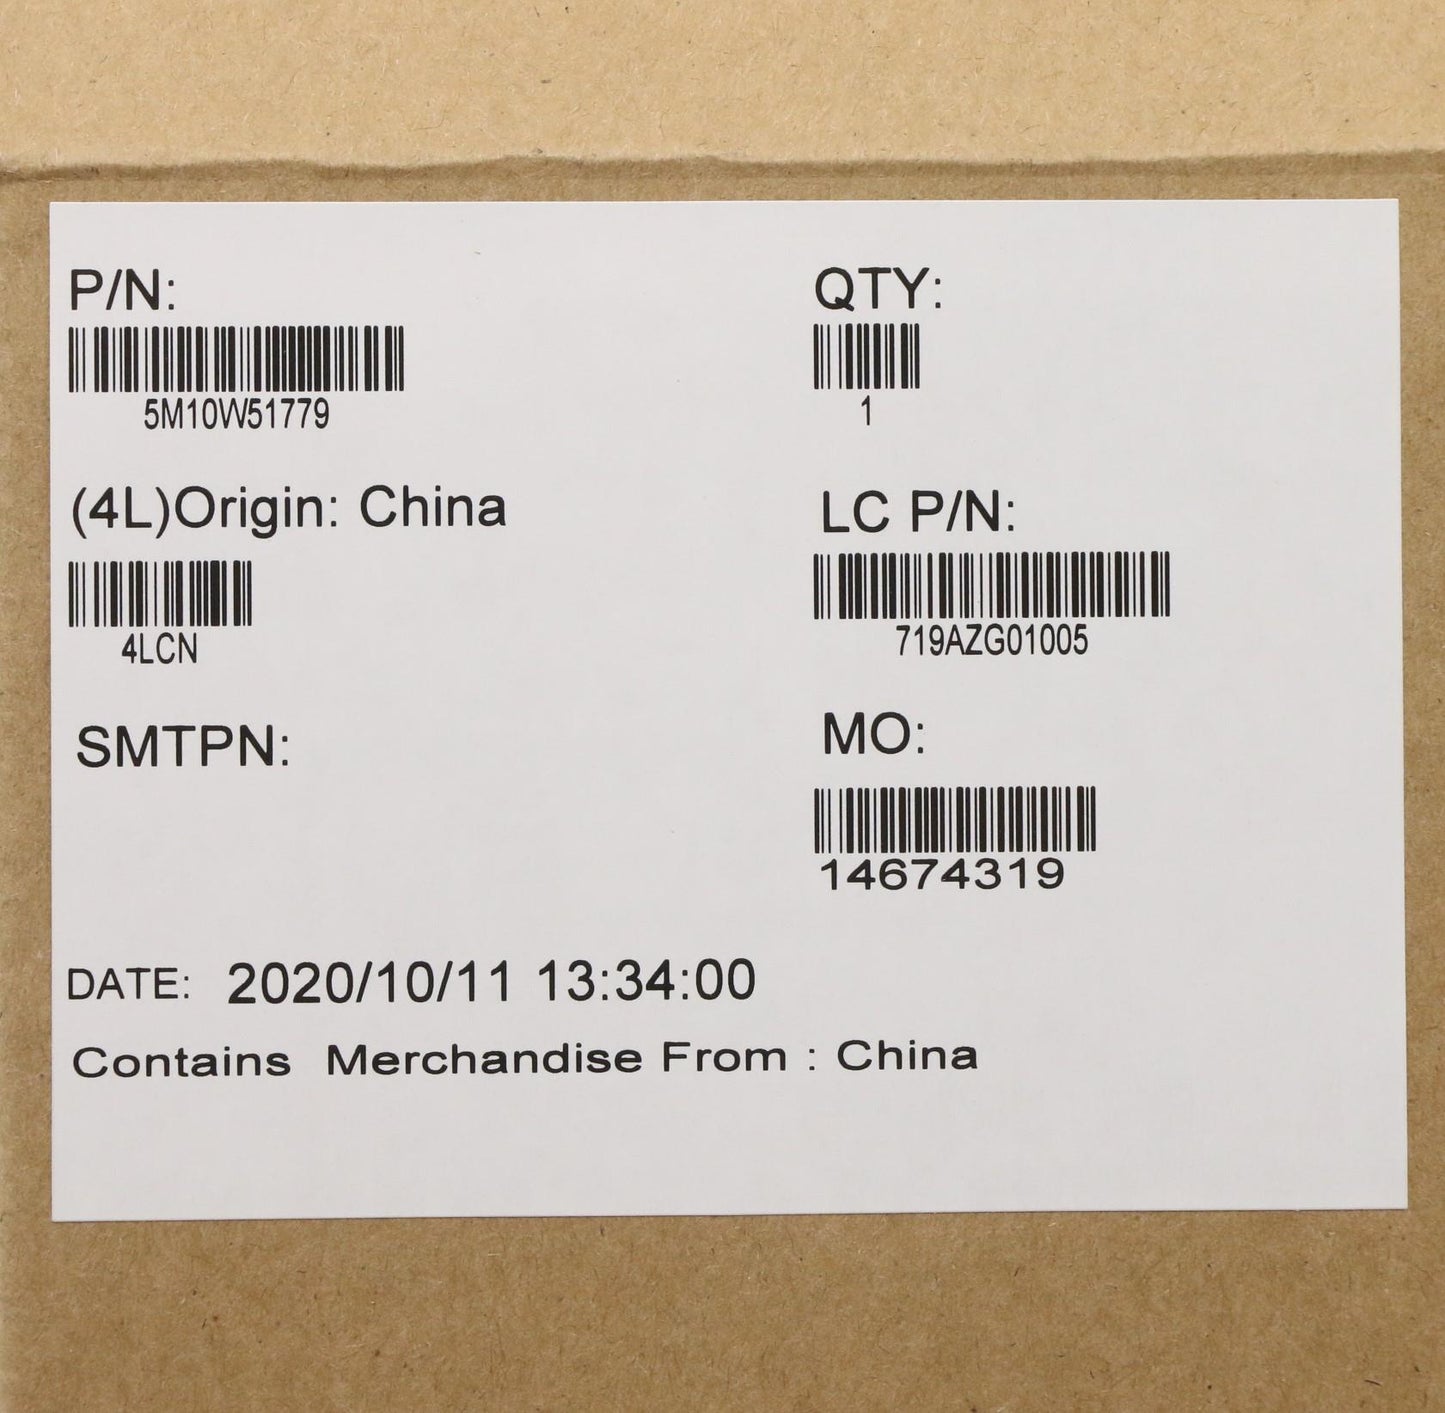 P/N:
5M10W51779
QTY:
1
(4L)Origin: China
4LCN
LC P/N:
719AZG01005
SMTPN:
MO:
14674319
DATE: 2020/10/11 13:34:00
Contains Merchandise From : China